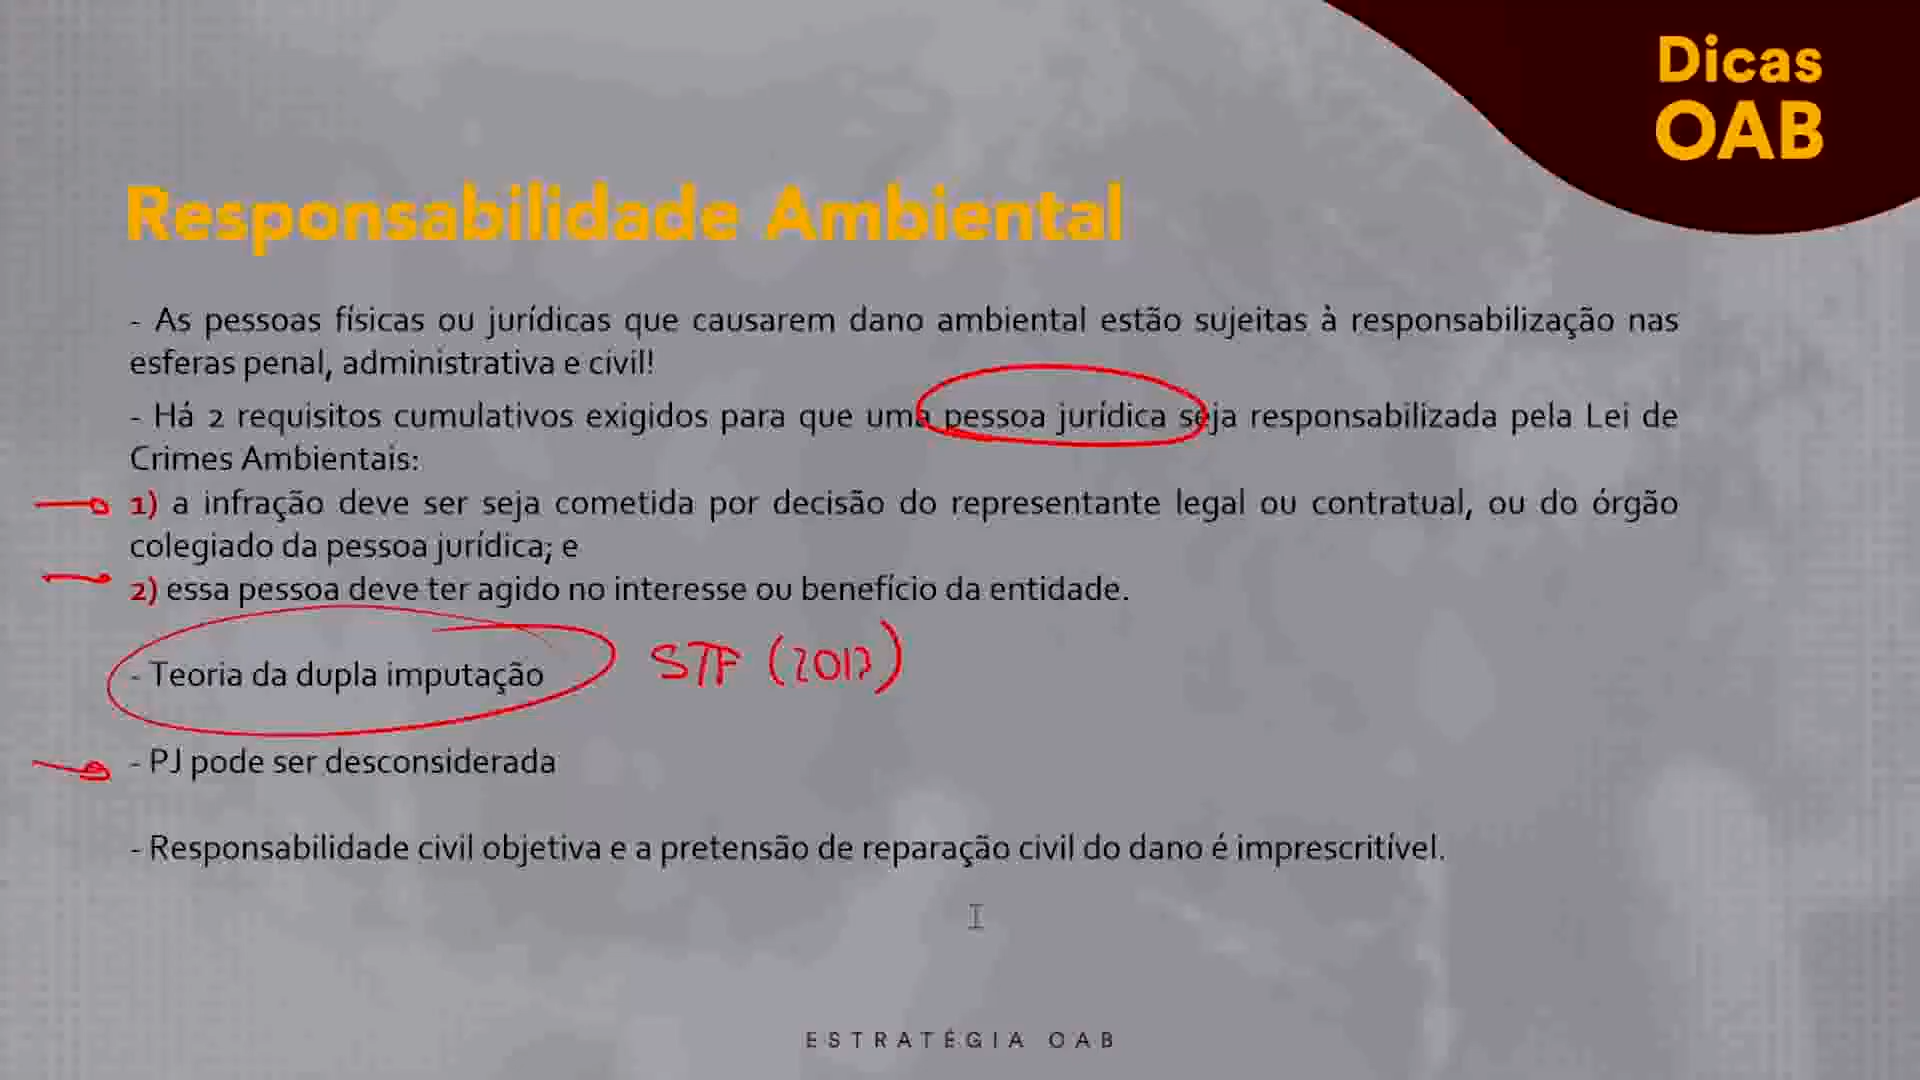 Dicas
OAB
Responsabilidade Ambiental
- As pessoas físicas ou jurídicas que causarem dano ambiental estão sujeitas à responsabilização nas
esferas penal, administrativa e civil!
- Há 2 requisitos cumulativos exigidos para que uma pessoa jurídica seja responsabilizada pela Lei de
Crimes Ambientais:
1) a infração deve ser seja cometida por decisão do representante legal ou contratual, ou do órgão
colegiado da pessoa jurídica; e
2) essa pessoa deve ter agido no interesse ou benefício da entidade.
- Teoria da dupla imputação STF (2017)
- PJ pode ser desconsiderada
- Responsabilidade civil objetiva e a pretensão de reparação civil do dano é imprescritível.
ESTRATÉGIA OAB